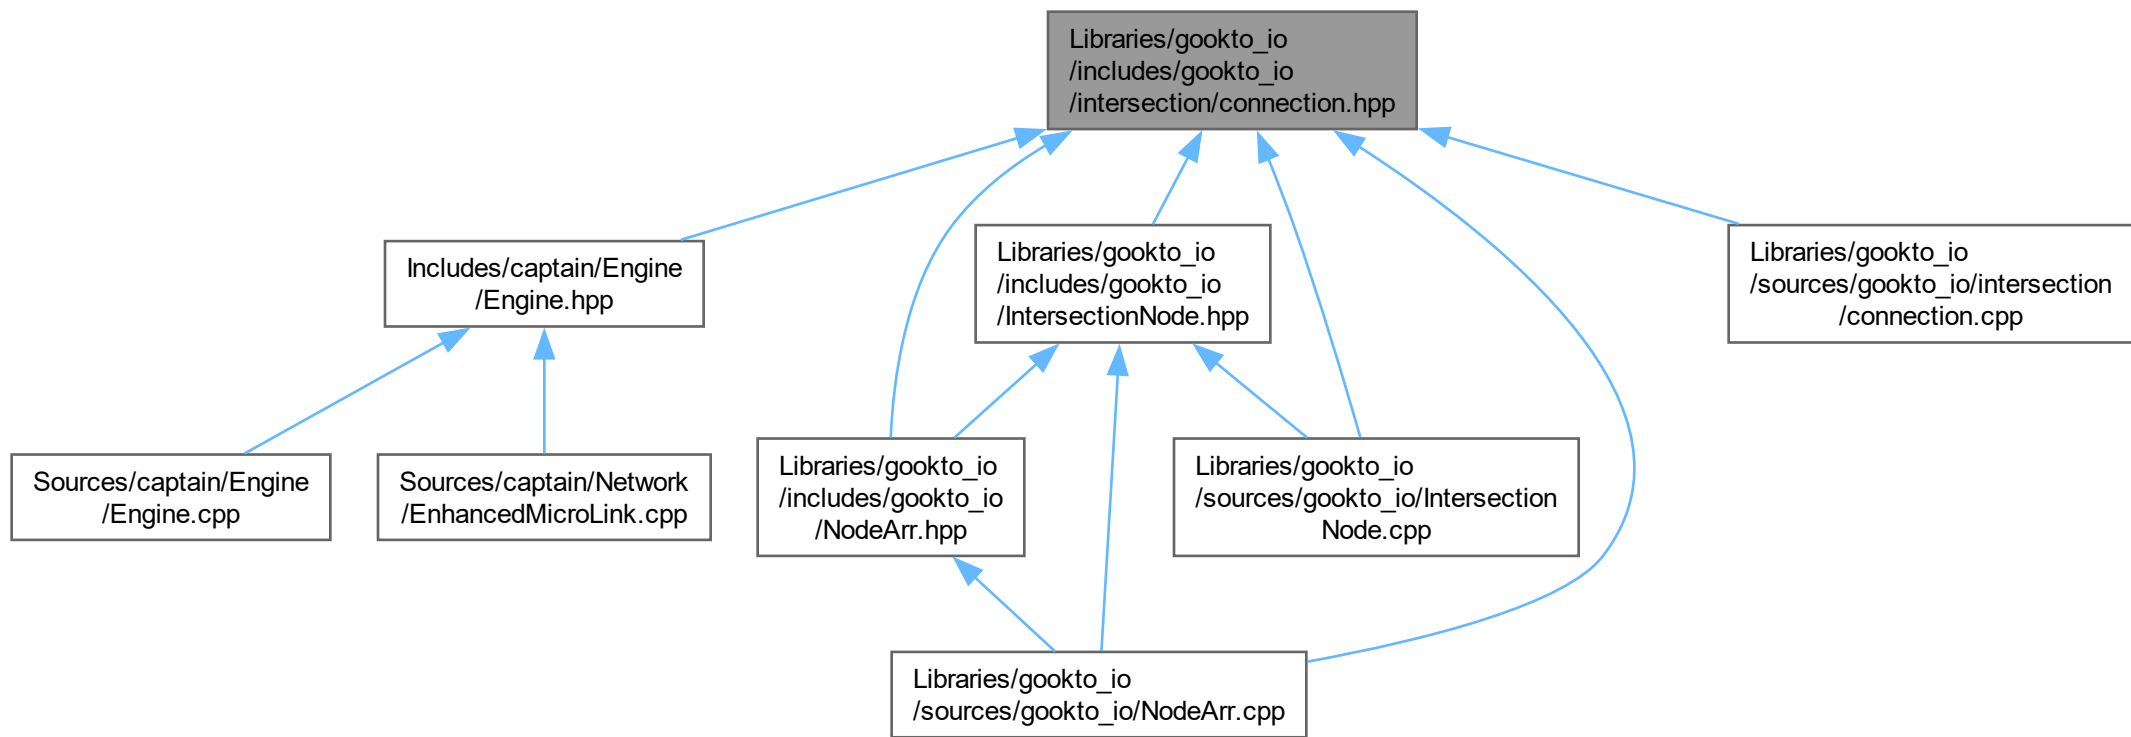 Libraries/gookto_io
/includes/gookto_io
/intersection/connection.hpp
Includes/captain/Engine
/Engine.hpp
Libraries/gookto_io
/includes/gookto_io
/IntersectionNode.hpp
Libraries/gookto_io
/sources/gookto_io/intersection
/connection.cpp
Sources/captain/Engine
/Engine.cpp
Sources/captain/Network
/EnhancedMicroLink.cpp
Libraries/gookto_io
/includes/gookto_io
/NodeArr.hpp
Libraries/gookto_io
/sources/gookto_io/Intersection
Node.cpp
Libraries/gookto_io
/sources/gookto_io/NodeArr.cpp